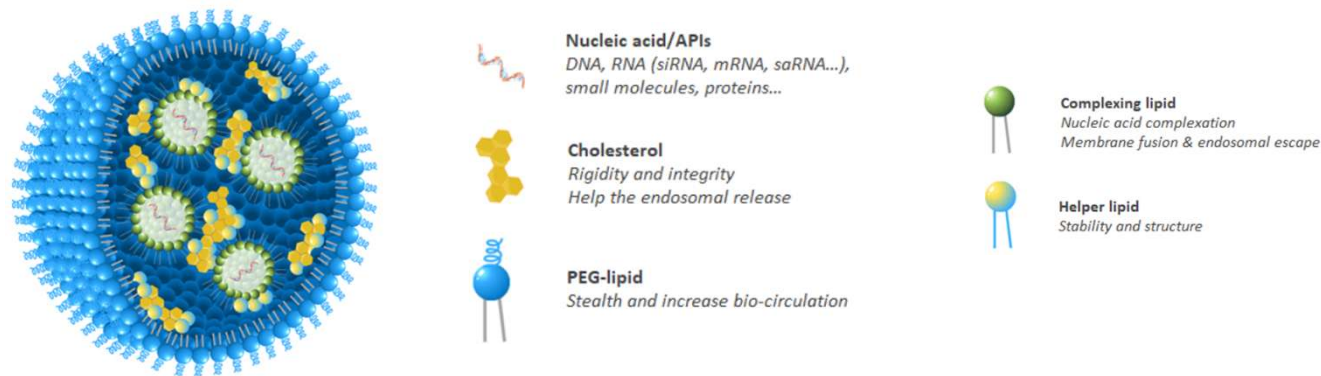 Nucleic acid/APIs
DNA, RNA (siRNA, mRNA, saRNA...),
small molecules, proteins...
Cholesterol
Rigidity and integrity
Help the endosomal release
PEG-lipid
Stealth and increase bio-circulation
Complexing lipid
Nucleic acid complexation
Membrane fusion & endosomal escape
Helper lipid
Stability and structure